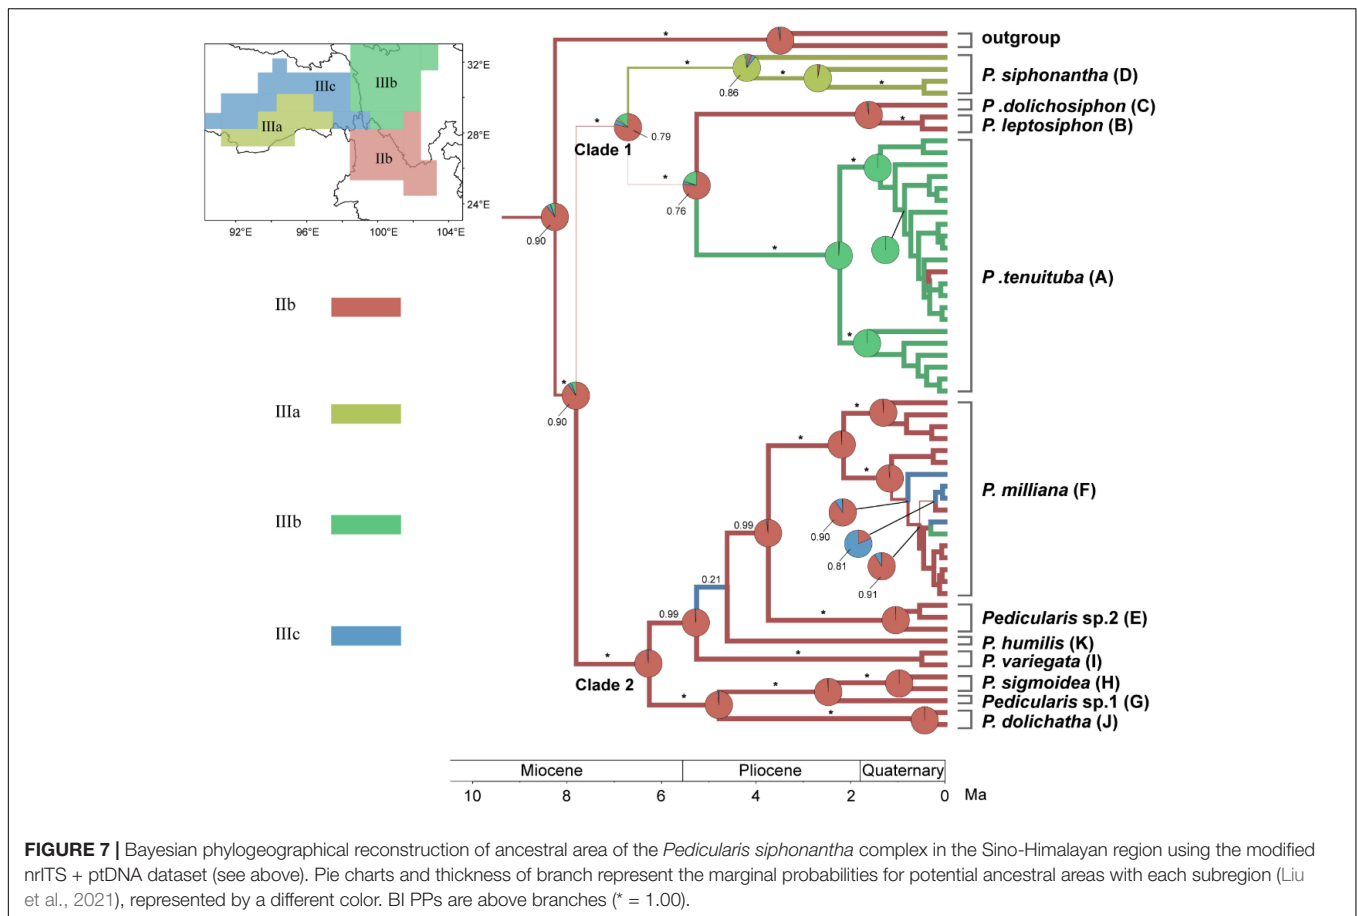 32°E
28°E
24°E
23°E
92°E 96°E 100°E 104°E
IIIc
IIIb
IIIa
IIb
IIb
IIIa
IIIb
IIIc
*
outgroup
*
*
*
0.86
P. siphonantha (D)
*
Clade 1
0.79
P .dolichosiphon (C)
*
P. leptosiphon (B)
*
0.76
*
*
*
P .tenuituba (A)
0.90
*
0.90
*
*
*
P. milliana (F)
0.90
0.81
0.91
0.99
0.21
0.99
*
Pedicularis sp.2 (E)
P. humilis (K)
*
P. variegata (I)
*
Clade 2
*
*
*
P. sigmoidea (H)
Pedicularis sp.1 (G)
*
P. dolichatha (J)
Miocene Pliocene Quaternary
10 8 6 4 2 0 Ma
FIGURE 7 | Bayesian phylogeographical reconstruction of ancestral area of the Pedicularis siphonantha complex in the Sino-Himalayan region using the modified
nrITS + ptDNA dataset (see above). Pie charts and thickness of branch represent the marginal probabilities for potential ancestral areas with each subregion (Liu
et al., 2021), represented by a different color. BI PPs are above branches (* = 1.00).